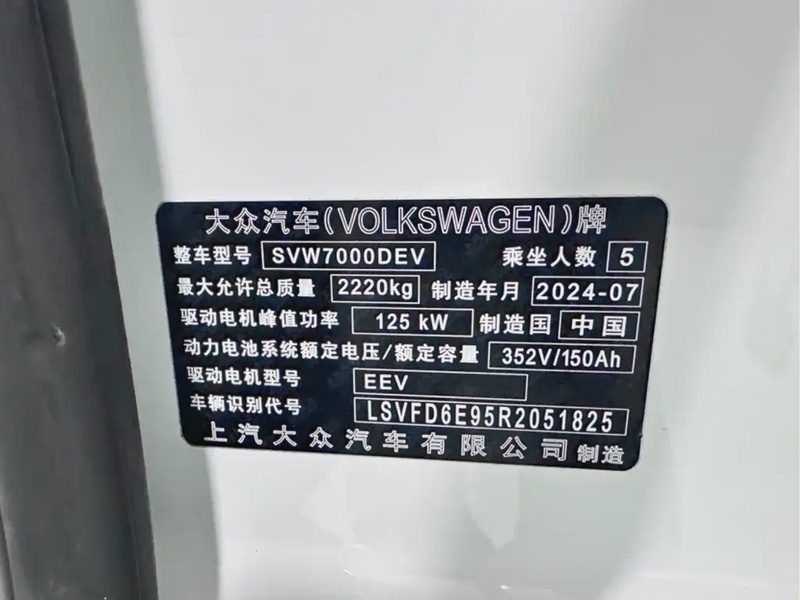 大众汽车(VOLKSWAGEN)牌
整车型号 SVW7000DEV 乘坐人数 5
最大允许总质量 2220kg 制造年月 2024-07
驱动电机峰值功率 125 kW 制造国 中国
动力电池系统额定电压/额定容量 352V/150Ah
驱动电机型号 EEV
车辆识别代号 LSVFD6E95R2051825
上汽大众汽车有限公司 制造